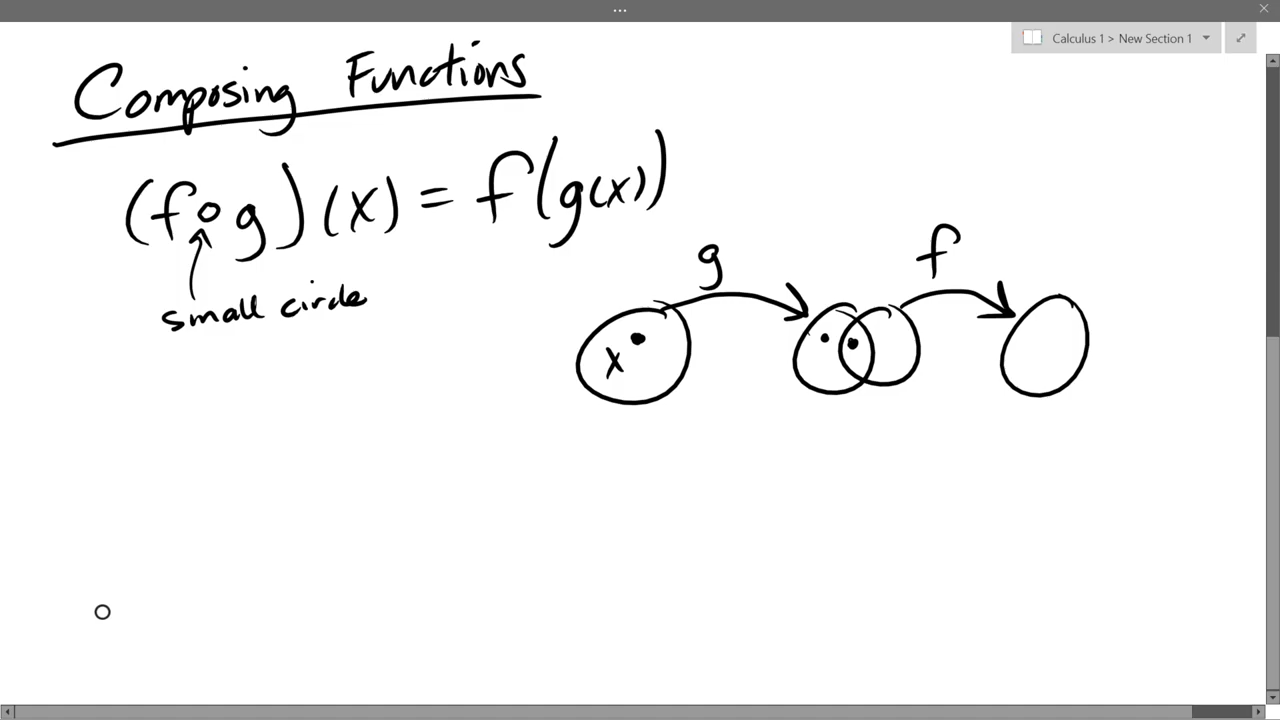 Calculus 1 > New Section 1
Composing Functions
(f∘g)(x) = f(g(x))
small circle
g
f
x